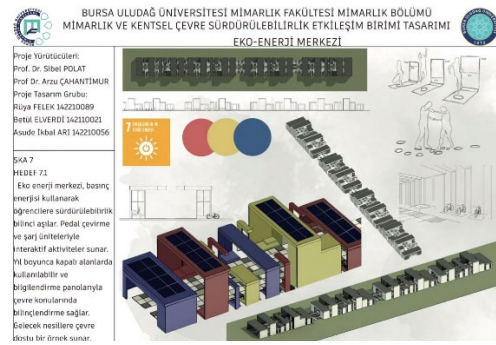 BURSA ULUDAĞ ÜNİVERSİTESİ MİMARLIK FAKÜLTESİ MİMARLIK BÖLÜMÜ
MİMARLIK VE KENTSEL ÇEVRE SÜRDÜRÜLEBİLİRLİK ETKİLEŞİM BİRİMİ TASARIMI
EKO-ENERJİ MERKEZİ
Proje Yürütücüleri:
Prof. Dr. Sibel POLAT
Prof. Dr. Arzu ÇAHANTİMUR
Proje Tasarım Grubu:
Rüya FELEK 142210089
Betül ELVERDİ 142110021
Asude İkbal ARI 142210056
SKA 7
HEDEF 7.1
Eko enerji merkezi, basınç
enerjisi kullanarak
öğrencilere sürdürülebilirlik
bilinci aşılar. Pedal çevirme
ve şarj üniteleriyle
interaktif aktiviteler sunar.
Yıl boyunca kapalı alanlarda
kullanılabilir ve
bilgilendirme panolarıyla
çevre konularında
bilinçlendirme sağlar.
Gelecek nesillere çevre
dostu bir örnek sunar.
7